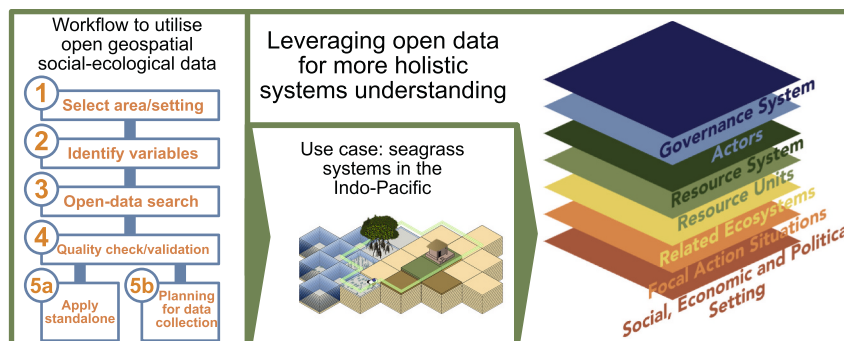 Workflow to utilise
open geospatial
social-ecological data
1
Select area/setting
2
Identify variables
3
Open-data search
4
Quality check/validation
5a
Apply
standalone
5b
Planning
for data
collection
Leveraging open data
for more holistic
systems understanding
Use case: seagrass
systems in the
Indo-Pacific
Governance System
Actors
Resource System
Resource Units
Related Ecosystems
Focal Action Situations
Social, Economic and Political
Setting